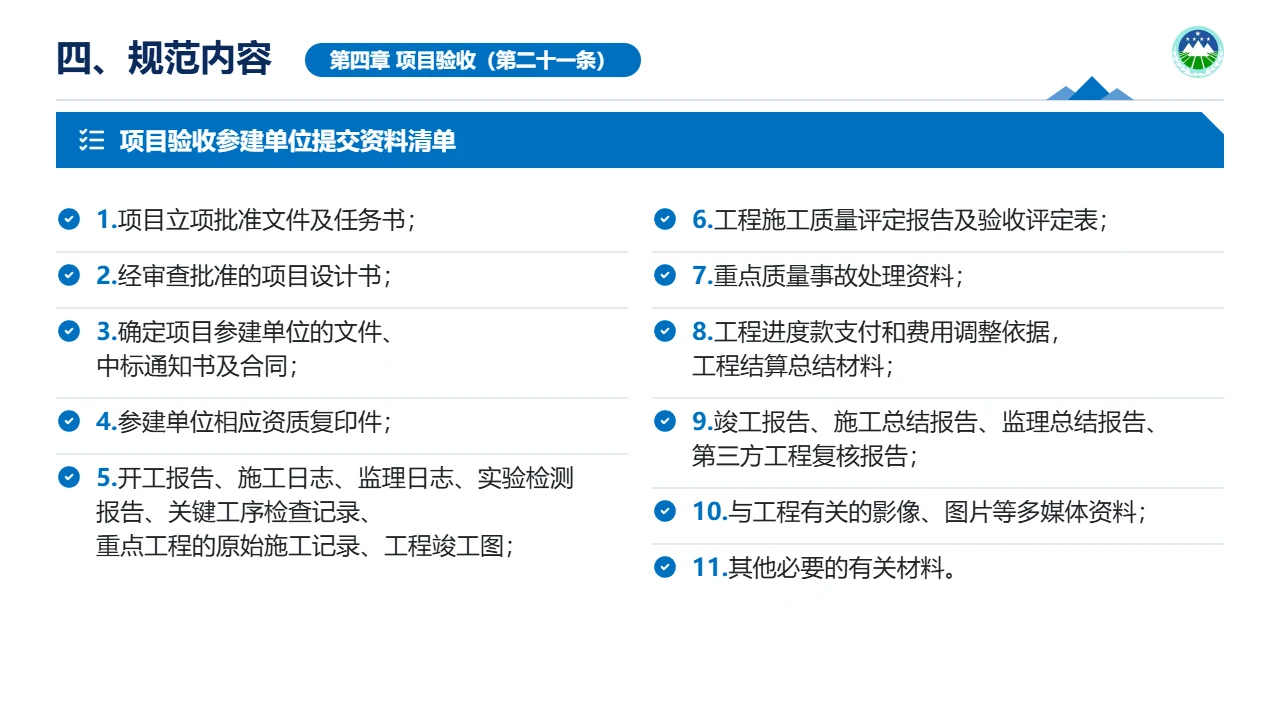 四、规范内容
第四章 项目验收（第二十一条）
项目验收参建单位提交资料清单
1.项目立项批准文件及任务书；
2.经审查批准的项目设计书；
3.确定项目参建单位的文件、
中标通知书及合同；
4.参建单位相应资质复印件；
5.开工报告、施工日志、监理日志、实验检测
报告、关键工序检查记录、
重点工程的原始施工记录、工程竣工图；
6.工程施工质量评定报告及验收评定表；
7.重点质量事故处理资料；
8.工程进度款支付和费用调整依据，
工程结算总结材料；
9.竣工报告、施工总结报告、监理总结报告、
第三方工程复核报告；
10.与工程有关的影像、图片等多媒体资料；
11.其他必要的有关材料。